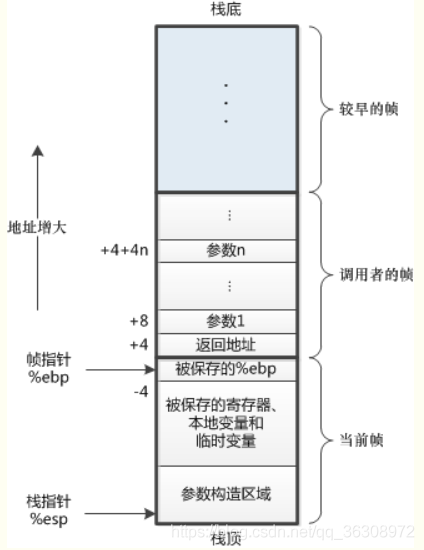 栈底
较早的帧
地址增大
+4+4n
参数n
调用者的帧
+8
参数1
+4
返回地址
帧指针
%ebp
被保存的%ebp
-4
被保存的寄存器、
本地变量和
临时变量
当前帧
参数构造区域
栈指针
%esp
栈顶
https://blog.csdn.net/qq_36308972